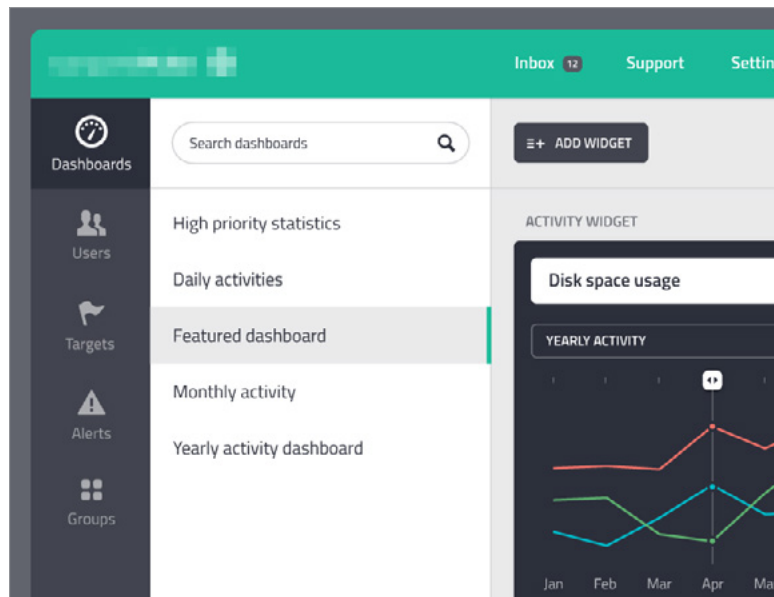 Inbox 12 Support
Dashboards
Search dashboards
ADD WIDGET
Users
High priority statistics
ACTIVITY WIDGET
Daily activities
Disk space usage
Targets
Featured dashboard
YEARLY ACTIVITY
Alerts
Monthly activity
Yearly activity dashboard
Groups
Jan Feb Mar Apr